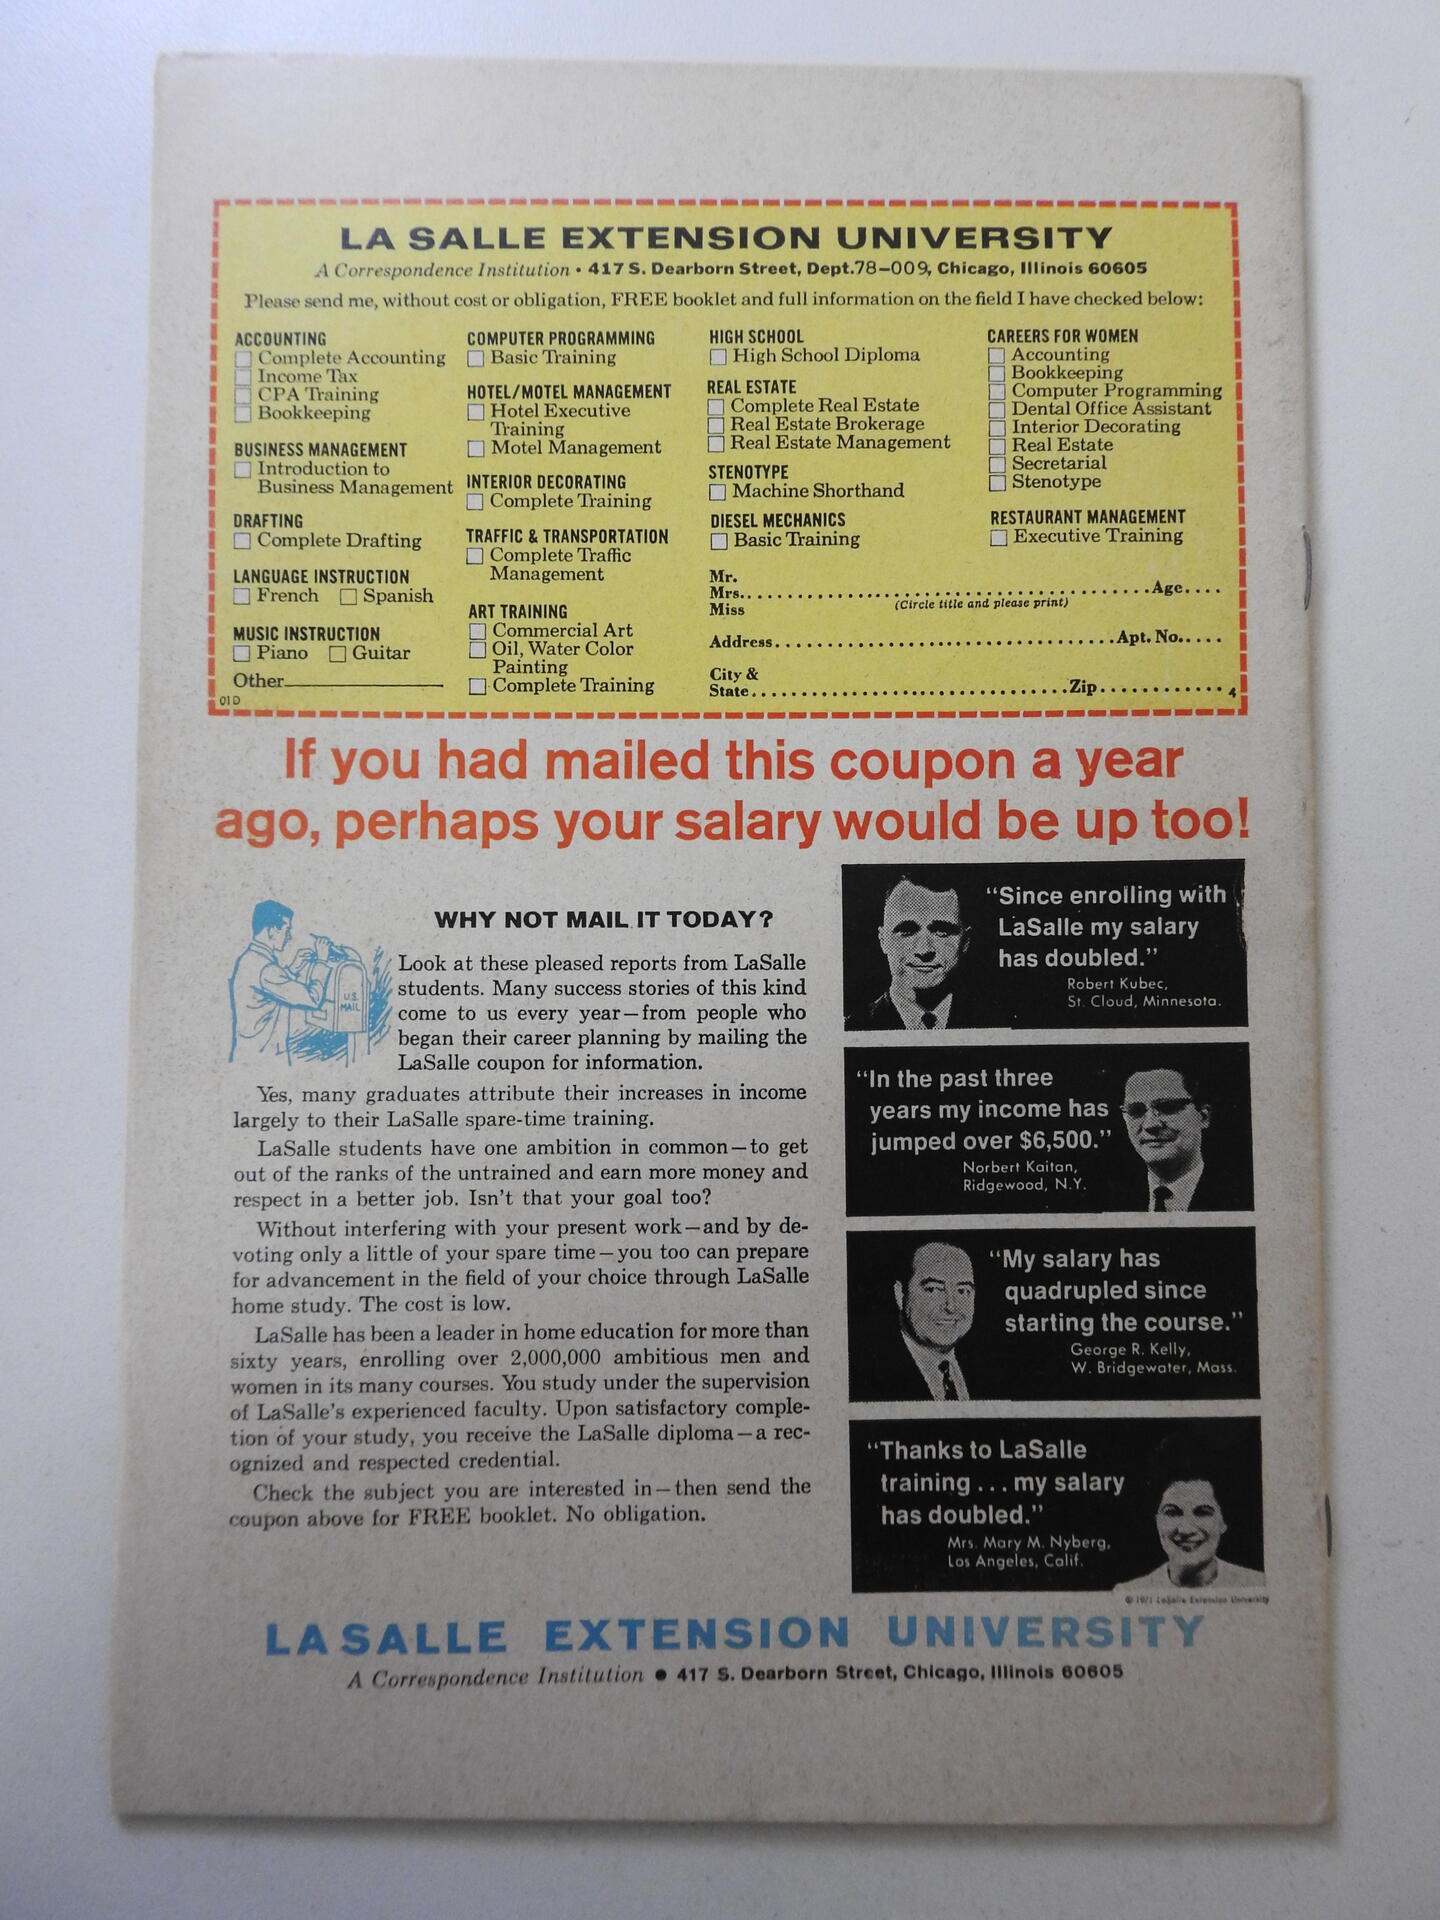 LA SALLE EXTENSION UNIVERSITY
A Correspondence Institution • 417 S. Dearborn Street, Dept.78-009, Chicago, Illinois 60605
Please send me, without cost or obligation, FREE booklet and full information on the field I have checked below:
ACCOUNTING
Complete Accounting
Income Tax
CPA Training
Bookkeeping
BUSINESS MANAGEMENT
Introduction to
Business Management
DRAFTING
Complete Drafting
LANGUAGE INSTRUCTION
French Spanish
MUSIC INSTRUCTION
Piano Guitar
Other
01D
COMPUTER PROGRAMMING
Basic Training
HOTEL/MOTEL MANAGEMENT
Hotel Executive
Training
Motel Management
INTERIOR DECORATING
Complete Training
TRAFFIC & TRANSPORTATION
Complete Traffic
Management
ART TRAINING
Commercial Art
Oil, Water Color
Painting
Complete Training
HIGH SCHOOL
High School Diploma
REAL ESTATE
Complete Real Estate
Real Estate Brokerage
Real Estate Management
STENOTYPE
Machine Shorthand
DIESEL MECHANICS
Basic Training
CAREERS FOR WOMEN
Accounting
Bookkeeping
Computer Programming
Dental Office Assistant
Interior Decorating
Real Estate
Secretarial
Stenotype
RESTAURANT MANAGEMENT
Executive Training
Mr.
Mrs. Age
Miss (Circle title and please print)
Address Apt. No.
City &
State Zip 4
If you had mailed this coupon a year
ago, perhaps your salary would be up too!
WHY NOT MAIL IT TODAY?
U.S.
MAIL
Look at these pleased reports from LaSalle
students. Many success stories of this kind
come to us every year—from people who
began their career planning by mailing the
LaSalle coupon for information.
Yes, many graduates attribute their increases in income
largely to their LaSalle spare-time training.
LaSalle students have one ambition in common—to get
out of the ranks of the untrained and earn more money and
respect in a better job. Isn't that your goal too?
Without interfering with your present work—and by de-
voting only a little of your spare time—you too can prepare
for advancement in the field of your choice through LaSalle
home study. The cost is low.
LaSalle has been a leader in home education for more than
sixty years, enrolling over 2,000,000 ambitious men and
women in its many courses. You study under the supervision
of LaSalle's experienced faculty. Upon satisfactory comple-
tion of your study, you receive the LaSalle diploma—a rec-
ognized and respected credential.
Check the subject you are interested in—then send the
coupon above for FREE booklet. No obligation.
"Since enrolling with
LaSalle my salary
has doubled."
Robert Kubec,
St. Cloud, Minnesota.
"In the past three
years my income has
jumped over $6,500."
Norbert Kaitan,
Ridgewood, N.Y.
"My salary has
quadrupled since
starting the course."
George R. Kelly,
W. Bridgewater, Mass.
"Thanks to LaSalle
training...my salary
has doubled."
Mrs. Mary M. Nyberg,
Los Angeles, Calif.
© 1971 LaSalle Extension University
LASALLE EXTENSION UNIVERSITY
A Correspondence Institution • 417 S. Dearborn Street, Chicago, Illinois 60605